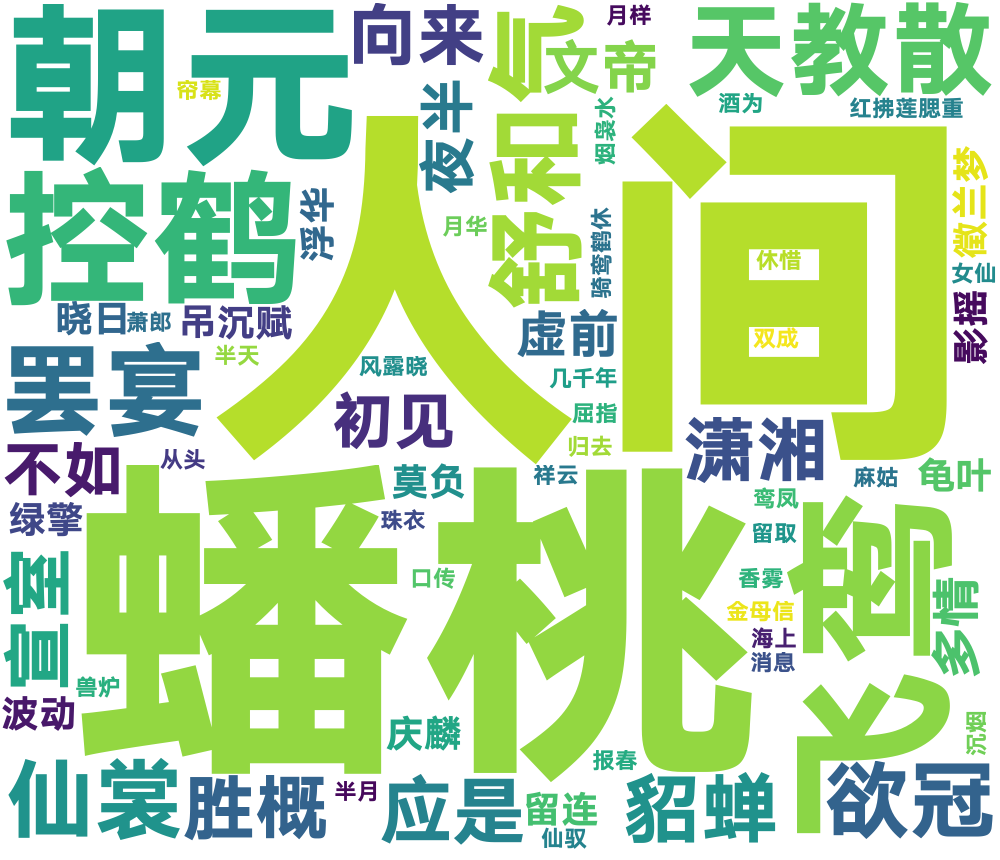 朝元
向来
月样
气
文帝
天教散
帘幕
夜半
烟袅水
酒为
红拂莲腮重
人间
舒和
徵兰梦
控鹤
浮华
月华
骑鸾鹤休
休惜
女仙
晓日
萧郎
吊沉赋
虚前
双成
影摇
罢宴
半天
风露晓
几千年
初见
屈指
归去
潇湘
不如
从头
莫负
祥云
麻姑
龟叶
绿擎
蟠桃
珠衣
鸾凤
留取
飞鸾
宣室
口传
香雾
多情
金母信
海上
消息
兽炉
波动
庆麟
报春
沉烟
仙裳
胜概
半月
应是
留连
仙驭
貂蝉
欲冠